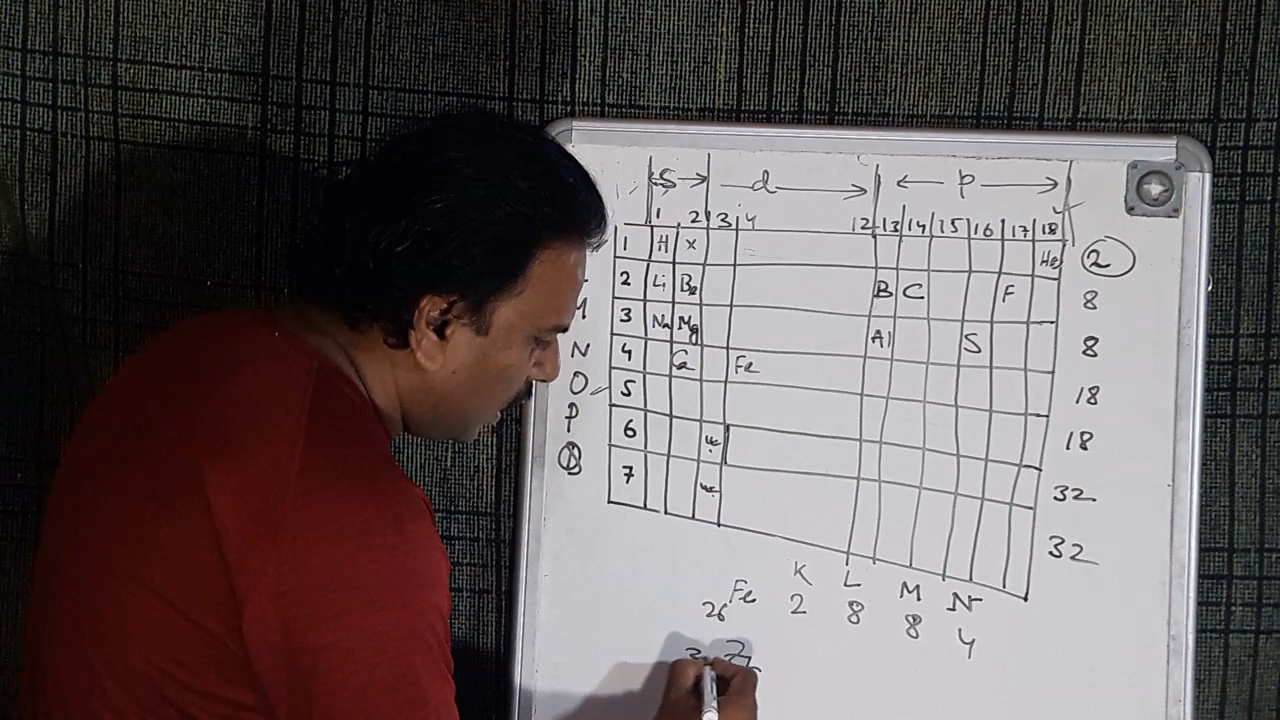 S d p
1 2 3 4 12 13 14 15 16 17 18
1 H × He 2
2 Li Be B C F 8
M 3 Na Mg Al S 8
N 4 Ca Fe 18
O 5 18
P 6 32
7 32
K L M N
26 Fe 2 8 8 4